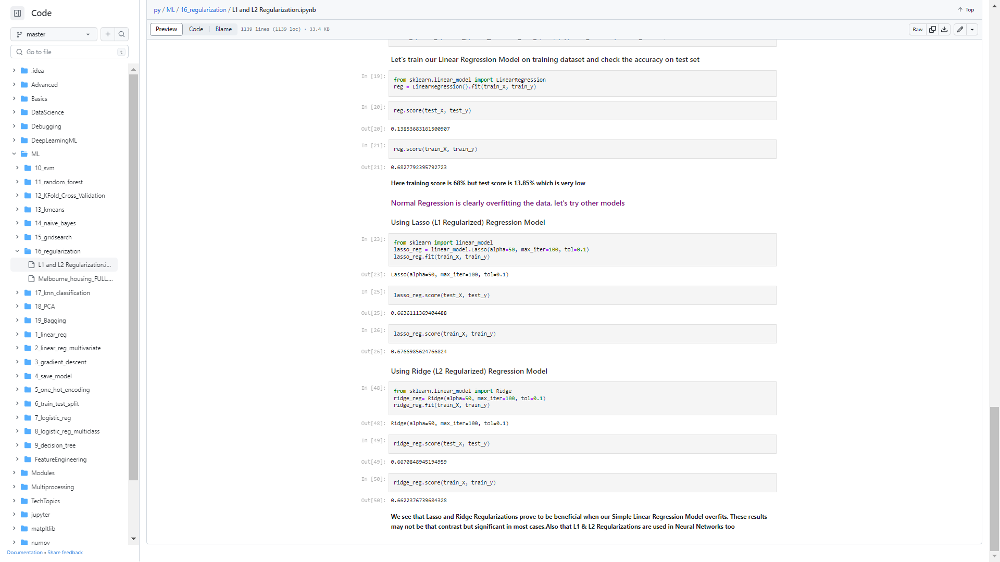 Code
master
Go to file
t
.idea
Advanced
Basics
DataScience
Debugging
DeepLearningML
ML
10_svm
11_random_forest
12_KFold_Cross_Validation
13_kmeans
14_naive_bayes
15_gridsearch
16_regularization
L1 and L2 Regularization.i...
Melbourne_housing_FULL....
17_knn_classification
18_PCA
19_Bagging
1_linear_reg
2_linear_reg_multivariate
3_gradient_descent
4_save_model
5_one_hot_encoding
6_train_test_split
7_logistic_reg
8_logistic_reg_multiclass
9_decision_tree
FeatureEngineering
Modules
Multiprocessing
TechTopics
jupyter
matpltlib
numpy
Documentation • Share feedback
py / ML / 16_regularization / L1 and L2 Regularization.ipynb
Top
Preview Code Blame 1139 lines (1139 loc) · 33.4 KB
Raw
Let's train our Linear Regression Model on training dataset and check the accuracy on test set
In [19]:
from sklearn.linear_model import LinearRegression
reg = LinearRegression().fit(train_X, train_y)
In [20]:
reg.score(test_X, test_y)
Out[20]: 0.13853683161500907
In [21]:
reg.score(train_X, train_y)
Out[21]: 0.6827792395792723
Here training score is 68% but test score is 13.85% which is very low
Normal Regression is clearly overfitting the data, let's try other models
Using Lasso (L1 Regularized) Regression Model
In [23]:
from sklearn import linear_model
lasso_reg = linear_model.Lasso(alpha=50, max_iter=100, tol=0.1)
lasso_reg.fit(train_X, train_y)
Out[23]: Lasso(alpha=50, max_iter=100, tol=0.1)
In [25]:
lasso_reg.score(test_X, test_y)
Out[25]: 0.6636111369404488
In [26]:
lasso_reg.score(train_X, train_y)
Out[26]: 0.6766985624766824
Using Ridge (L2 Regularized) Regression Model
In [48]:
from sklearn.linear_model import Ridge
ridge_reg= Ridge(alpha=50, max_iter=100, tol=0.1)
ridge_reg.fit(train_X, train_y)
Out[48]: Ridge(alpha=50, max_iter=100, tol=0.1)
In [49]:
ridge_reg.score(test_X, test_y)
Out[49]: 0.6670848945194959
In [50]:
ridge_reg.score(train_X, train_y)
Out[50]: 0.6622376739684328
We see that Lasso and Ridge Regularizations prove to be beneficial when our Simple Linear Regression Model overfits. These results
may not be that contrast but significant in most cases.Also that L1 & L2 Regularizations are used in Neural Networks too